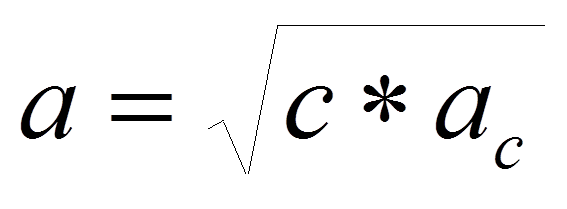 a = √(c * a_c)